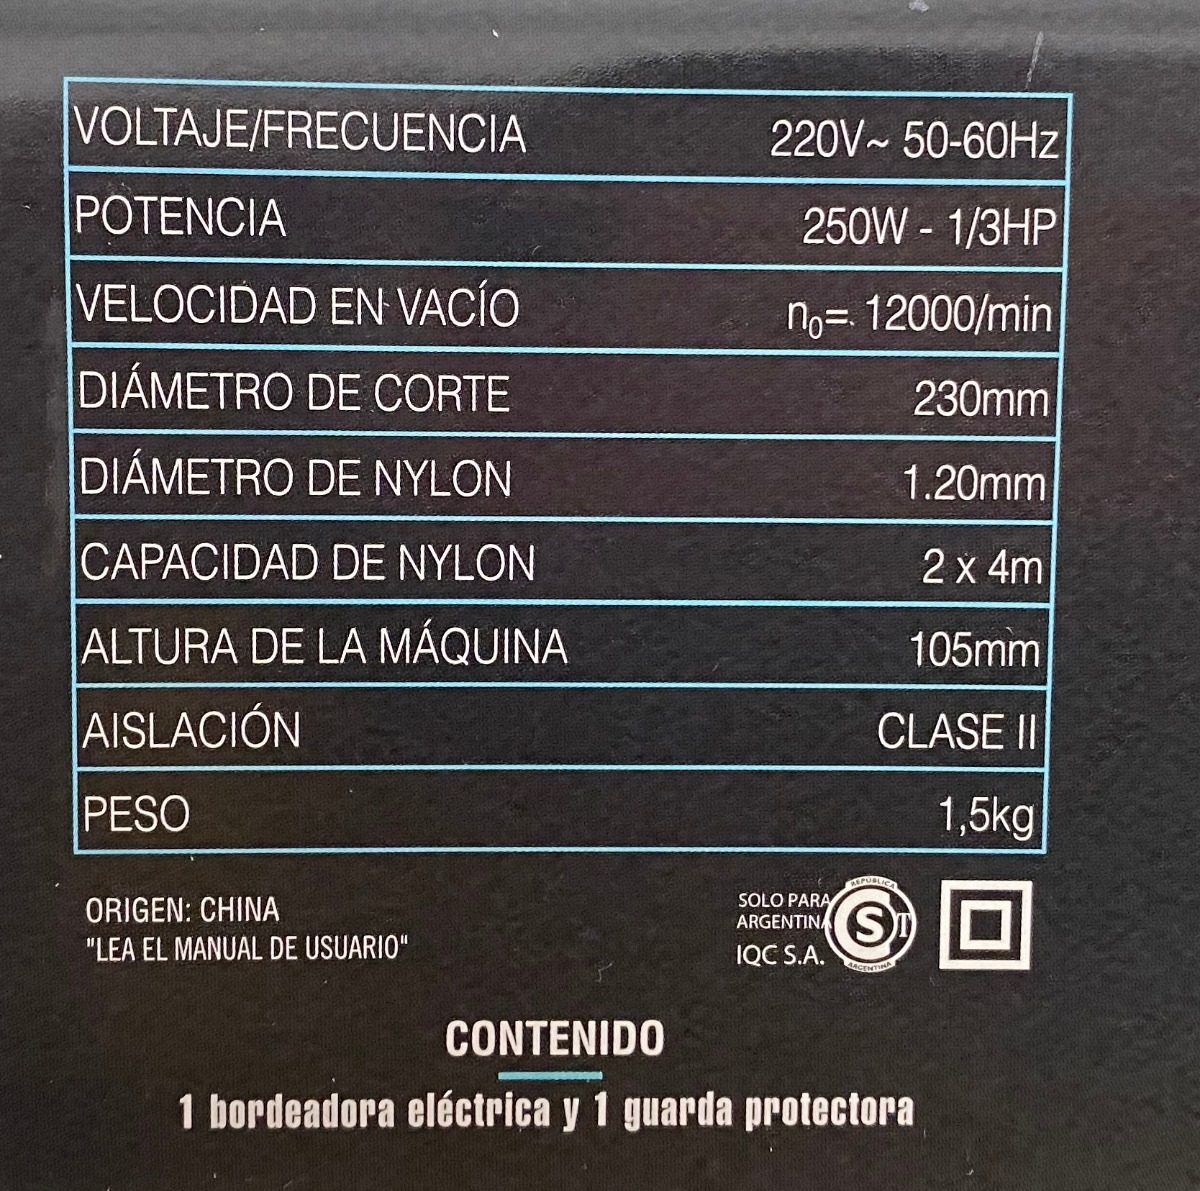 VOLTAJE/FRECUENCIA 220V~ 50-60Hz
POTENCIA 250W - 1/3HP
VELOCIDAD EN VACÍO n₀= 12000/min
DIÁMETRO DE CORTE 230mm
DIÁMETRO DE NYLON 1.20mm
CAPACIDAD DE NYLON 2 x 4m
ALTURA DE LA MÁQUINA 105mm
AISLACIÓN CLASE II
PESO 1,5kg
ORIGEN: CHINA
"LEA EL MANUAL DE USUARIO"
SOLO PARA
ARGENTINA
IQC S.A.
REPÚBLICA
S T
ARGENTINA
CONTENIDO
1 bordeadora eléctrica y 1 guarda protectora